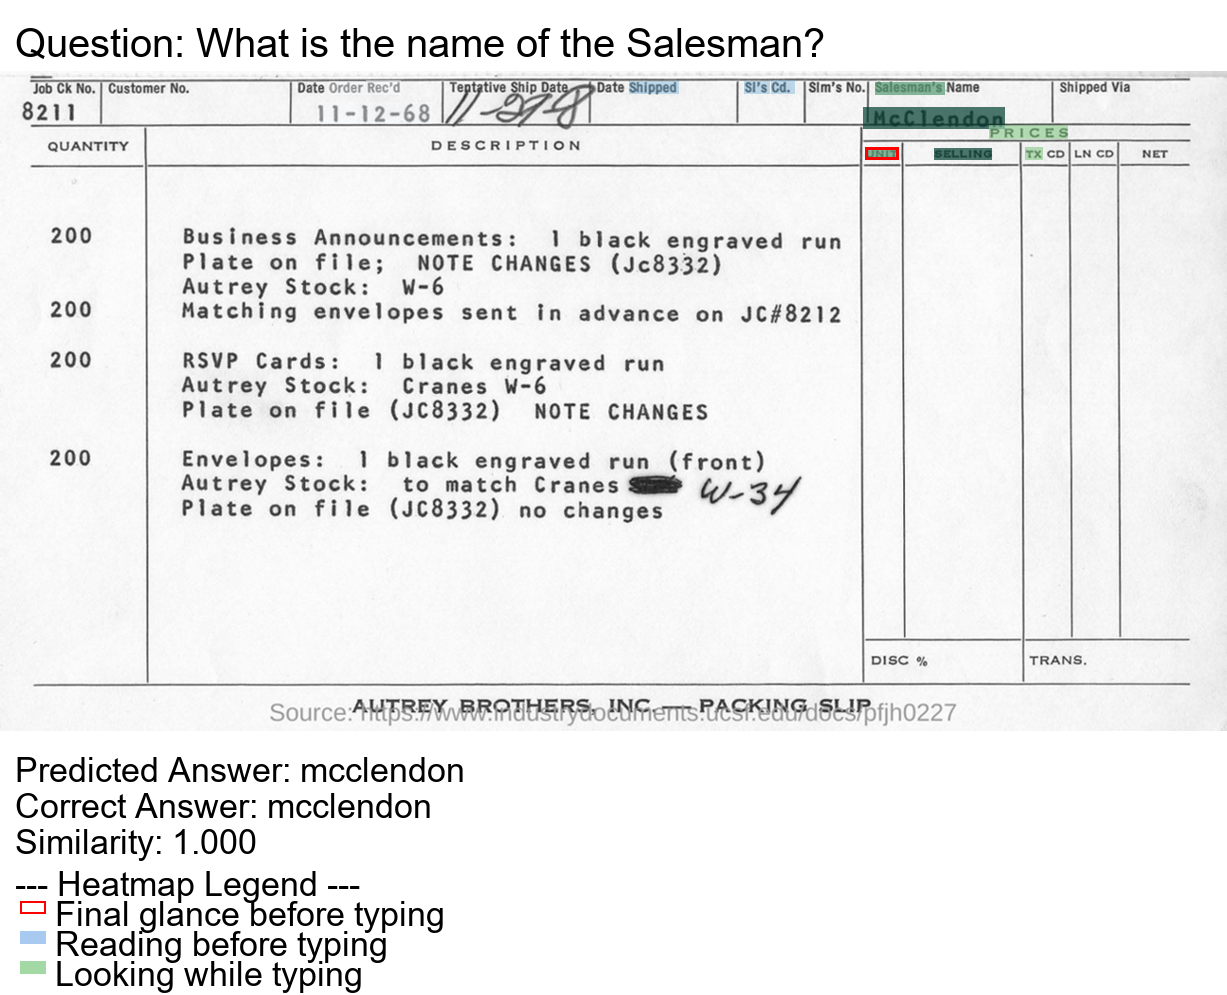 Question: What is the name of the Salesman?
Job Ck No. Customer No. Date Order Rec'd Tentative Ship Date Date Shipped Sl's Cd. Slm's No. Salesman's Name Shipped Via
8211 11-12-68 McClendon
PRICES
QUANTITY DESCRIPTION UNIT SELLING TX CD LN CD NET
200 Business Announcements: 1 black engraved run
Plate on file; NOTE CHANGES (Jc8332)
Autrey Stock: W-6
200 Matching envelopes sent in advance on JC#8212
200 RSVP Cards: 1 black engraved run
Autrey Stock: Cranes W-6
Plate on file (JC8332) NOTE CHANGES
200 Envelopes: 1 black engraved run (front)
Autrey Stock: to match Cranes W-34
Plate on file (JC8332) no changes
DISC % TRANS.
AUTREY BROTHERS, INC. — PACKING SLIP
Source: https://www.industrydocuments.ucsf.edu/docs/pfjh0227
Predicted Answer: mcclendon
Correct Answer: mcclendon
Similarity: 1.000
--- Heatmap Legend ---
Final glance before typing
Reading before typing
Looking while typing